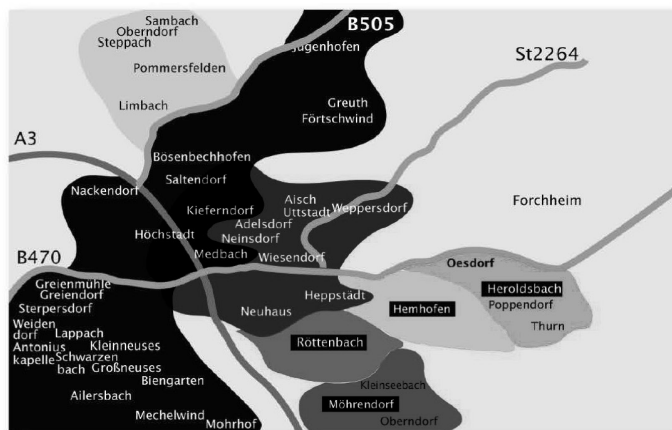 Sambach
Oberndorf
Steppach
Pommersfelden
Limbach
B505
Jugenhofen
Greuth
Förtschwind
St2264
A3
Bösenbechhofen
Saltendorf
Nackendorf
Kieferndorf
Aisch
Uttstadt
Weppersdorf
Forchheim
Höchstadt
Adelsdorf
Neinsdorf
Medbach
Wiesendorf
B470
Oesdorf
Greienmühle
Greiendorf
Sterpersdorf
Weiden
dorf
Lappach
Antonius
kapelle
Kleinneuses
Schwarzen
bach
Großneuses
Biengarten
Ailersbach
Mechelwind
Mohrhof
Heppstädt
Neuhaus
Hemhofen
Heroldsbach
Poppendorf
Thurn
Röttenbach
Kleinseebach
Möhrendorf
Oberndorf